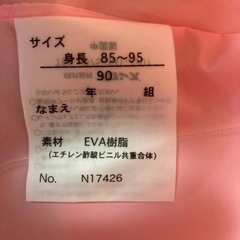 サイズ
身長 85～95
90
年 組
なまえ
素材 EVA樹脂
(エチレン酢酸ビニル共重合体)
No. N17426